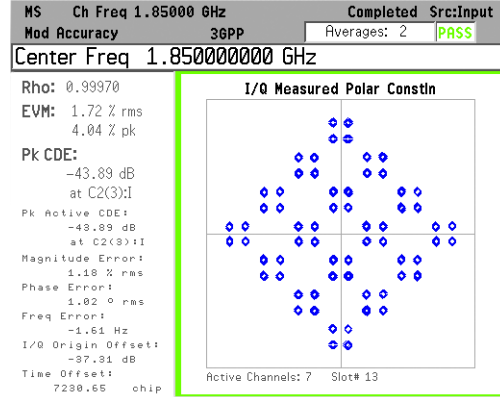 MS Ch Freq 1.85000 GHz Completed Src:Input
Mod Accuracy 3GPP Averages: 2 PASS
Center Freq 1.850000000 GHz
Rho: 0.99970
EVM: 1.72 % rms
4.04 % pk
Pk CDE:
-43.89 dB
at C2(3):I
Pk Active CDE:
-43.89 dB
at C2(3):I
Magnitude Error:
1.18 % rms
Phase Error:
1.02 º rms
Freq Error:
-1.61 Hz
I/Q Origin Offset:
-37.31 dB
Time Offset:
7230.65 chip
I/Q Measured Polar Constln
Active Channels: 7 Slot# 13